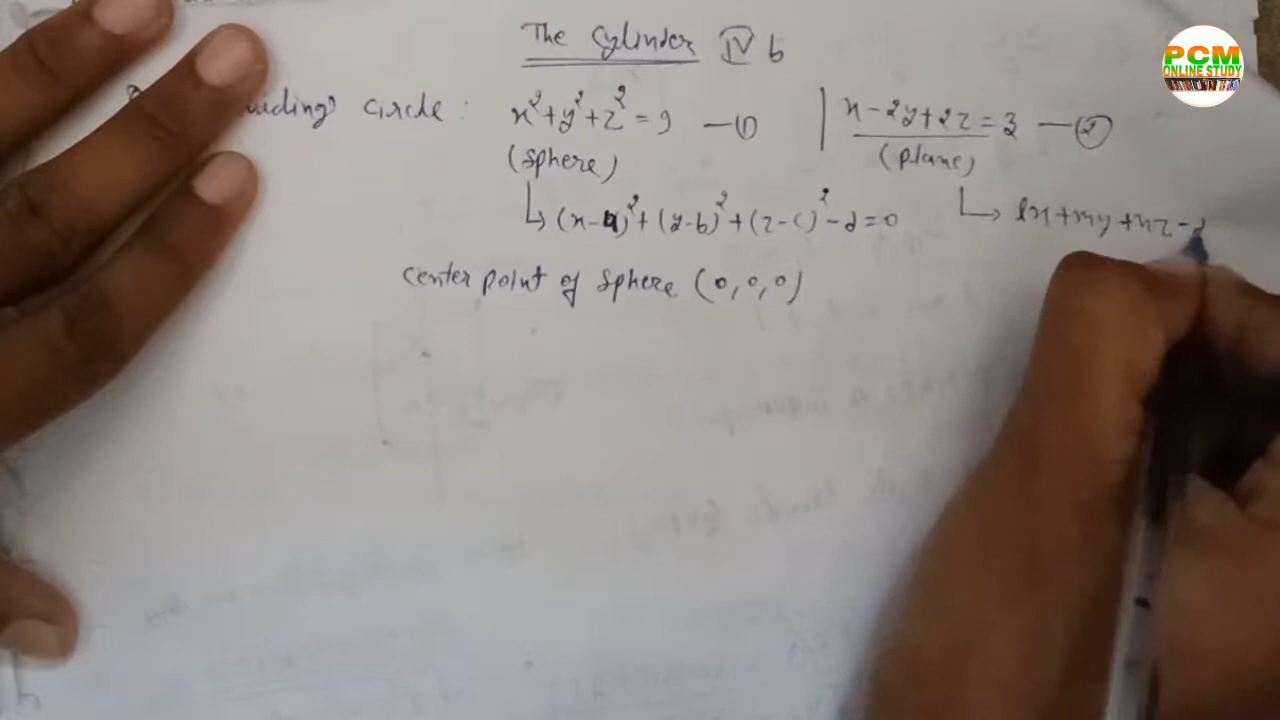 The Cylinder IV b
circle : x²+y²+z² = 9 —① | x-2y+2z = 3 —②
(Sphere) (plane)
↳ (x-a)²+(y-b)²+(z-c)²-d=0 ↳ lx+my+nz-d
center point of sphere (0,0,0)
PCM
ONLINE STUDY